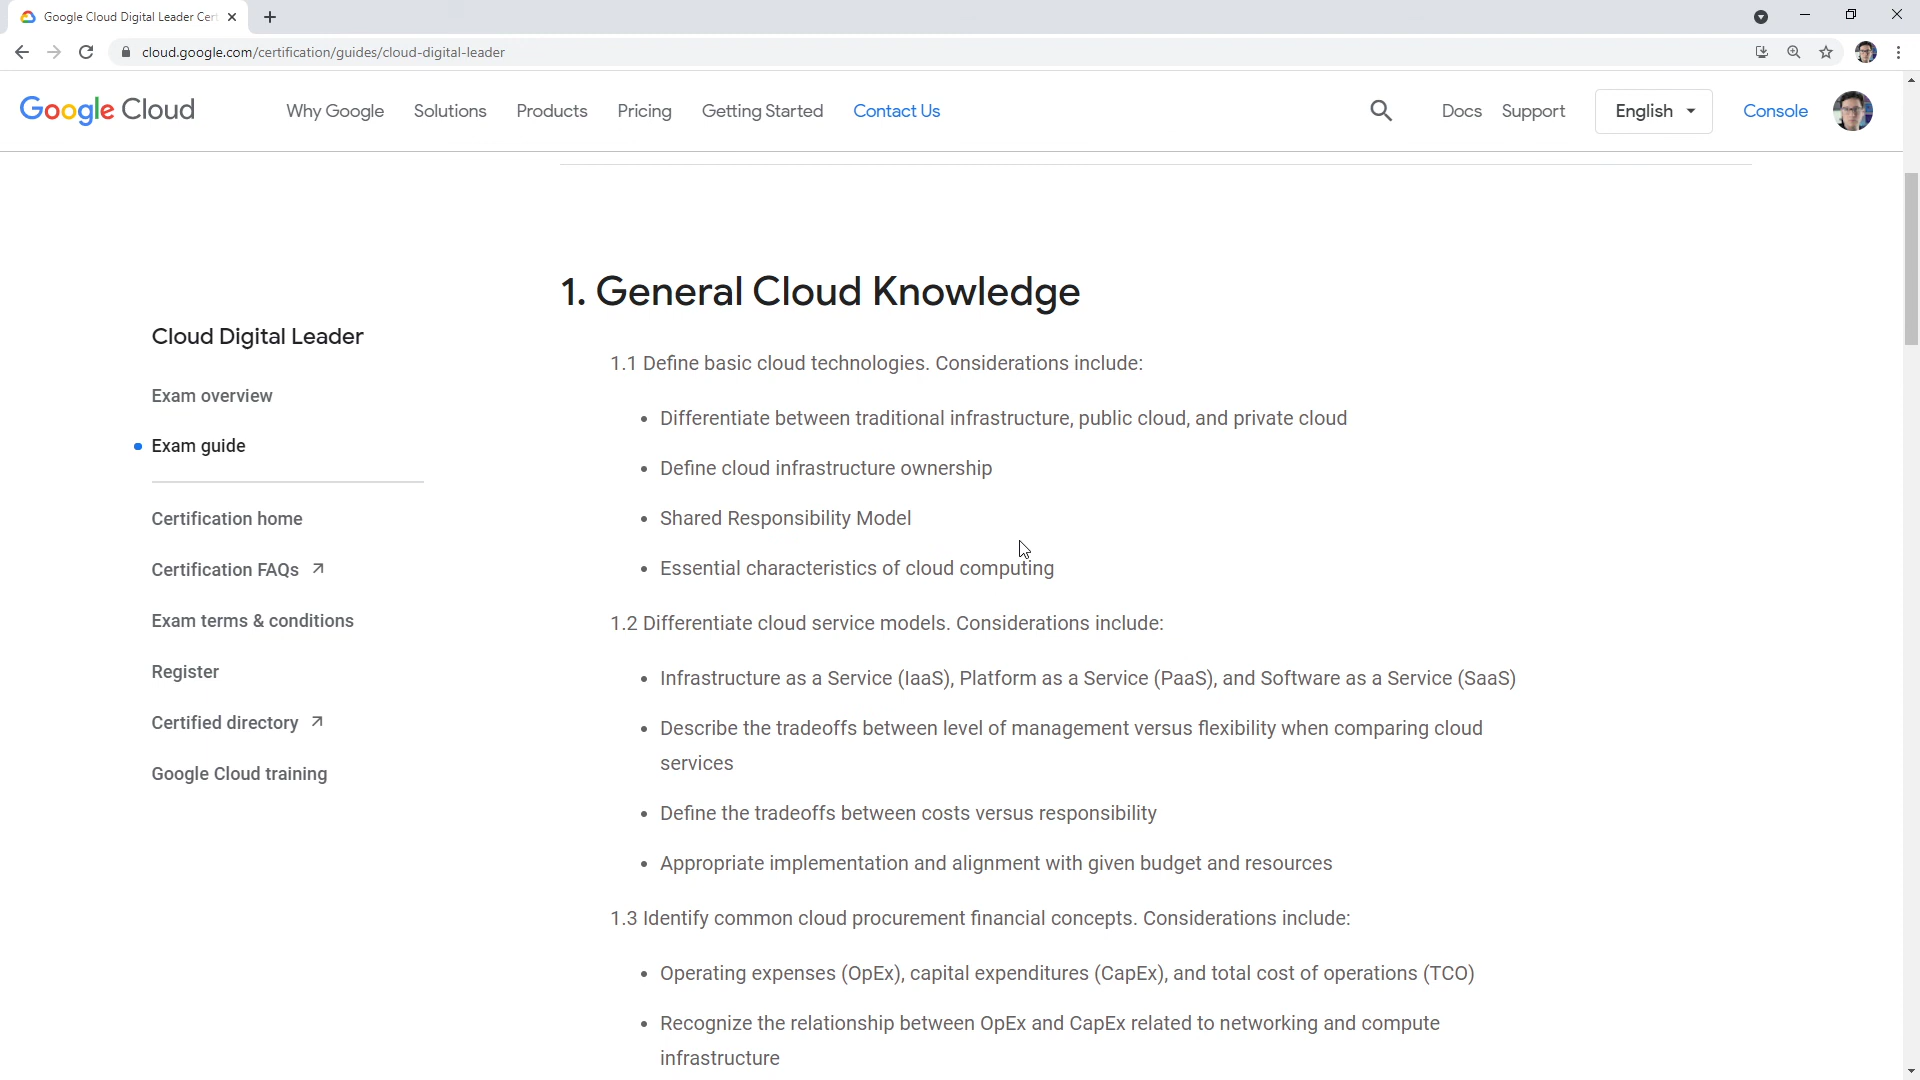 Google Cloud Digital Leader Cert
cloud.google.com/certification/guides/cloud-digital-leader
Google Cloud
Why Google
Solutions
Products
Pricing
Getting Started
Contact Us
Docs
Support
English
Console
1. General Cloud Knowledge
Cloud Digital Leader
Exam overview
Exam guide
Certification home
Certification FAQs
Exam terms & conditions
Register
Certified directory
Google Cloud training
1.1 Define basic cloud technologies. Considerations include:
• Differentiate between traditional infrastructure, public cloud, and private cloud
• Define cloud infrastructure ownership
• Shared Responsibility Model
• Essential characteristics of cloud computing
1.2 Differentiate cloud service models. Considerations include:
• Infrastructure as a Service (IaaS), Platform as a Service (PaaS), and Software as a Service (SaaS)
• Describe the tradeoffs between level of management versus flexibility when comparing cloud
services
• Define the tradeoffs between costs versus responsibility
• Appropriate implementation and alignment with given budget and resources
1.3 Identify common cloud procurement financial concepts. Considerations include:
• Operating expenses (OpEx), capital expenditures (CapEx), and total cost of operations (TCO)
• Recognize the relationship between OpEx and CapEx related to networking and compute
infrastructure